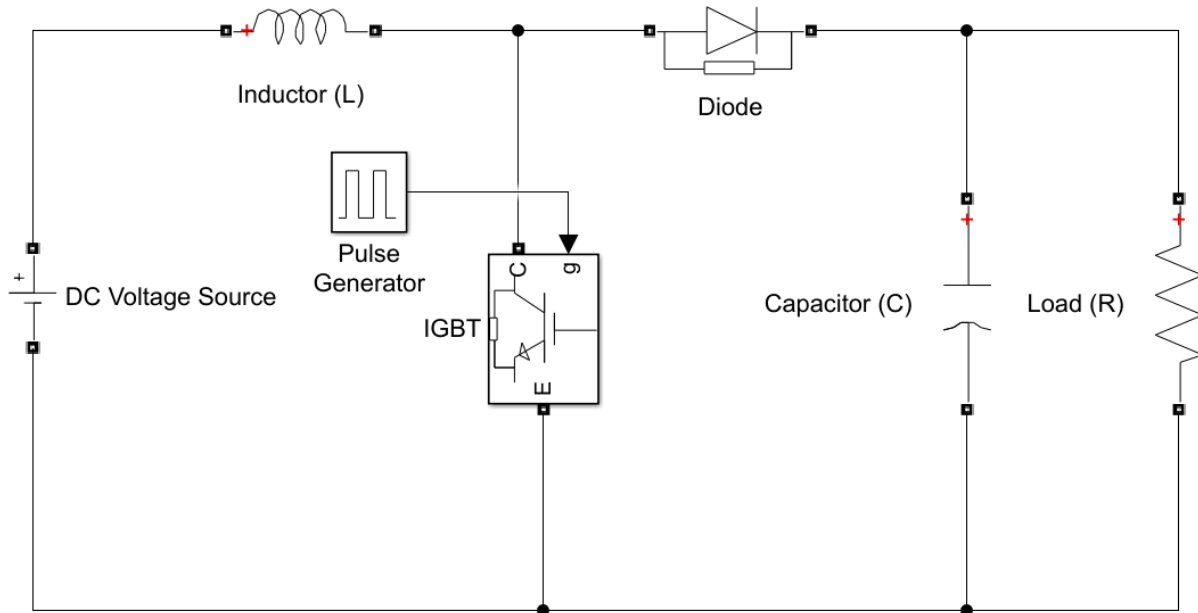 Inductor (L)
Diode
Pulse
Generator
C
g
+
DC Voltage Source
IGBT
E
Capacitor (C)
Load (R)